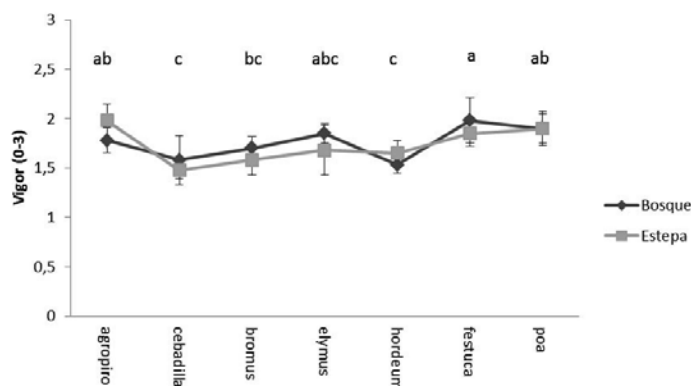 3
2,5
2
1,5
1
0,5
0
Vigor (0-3)
ab c bc abc c a ab
agropiro
cebadilla
bromus
elymus
hordeum
festuca
poa
Bosque
Estepa